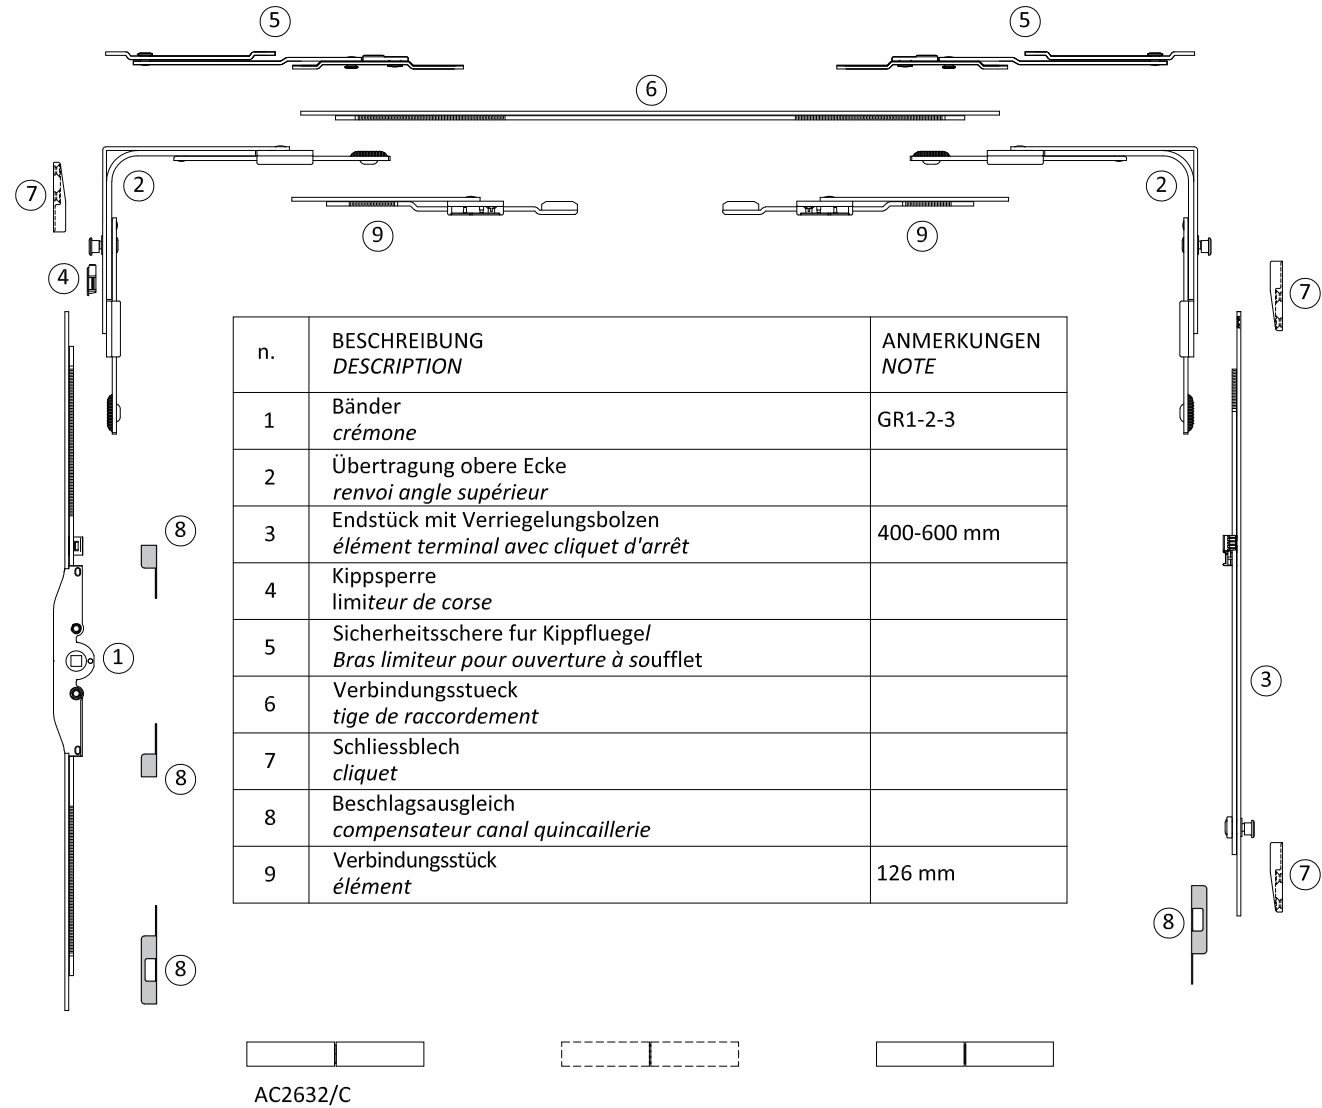 5
5
6
7
2
2
4
9
9
7
n.
BESCHREIBUNG
DESCRIPTION
ANMERKUNGEN
NOTE
1
Bänder
crémone
GR1-2-3
2
Übertragung obere Ecke
renvoi angle supérieur
3
Endstück mit Verriegelungsbolzen
élément terminal avec cliquet d'arrêt
400-600 mm
4
Kippsperre
limiteur de corse
5
Sicherheitsschere fur Kippfluegel
Bras limiteur pour ouverture à soufflet
6
Verbindungsstueck
tige de raccordement
7
Schliessblech
cliquet
8
Beschlagsausgleich
compensateur canal quincaillerie
9
Verbindungsstück
élément
126 mm
8
1
3
8
7
8
8
AC2632/C